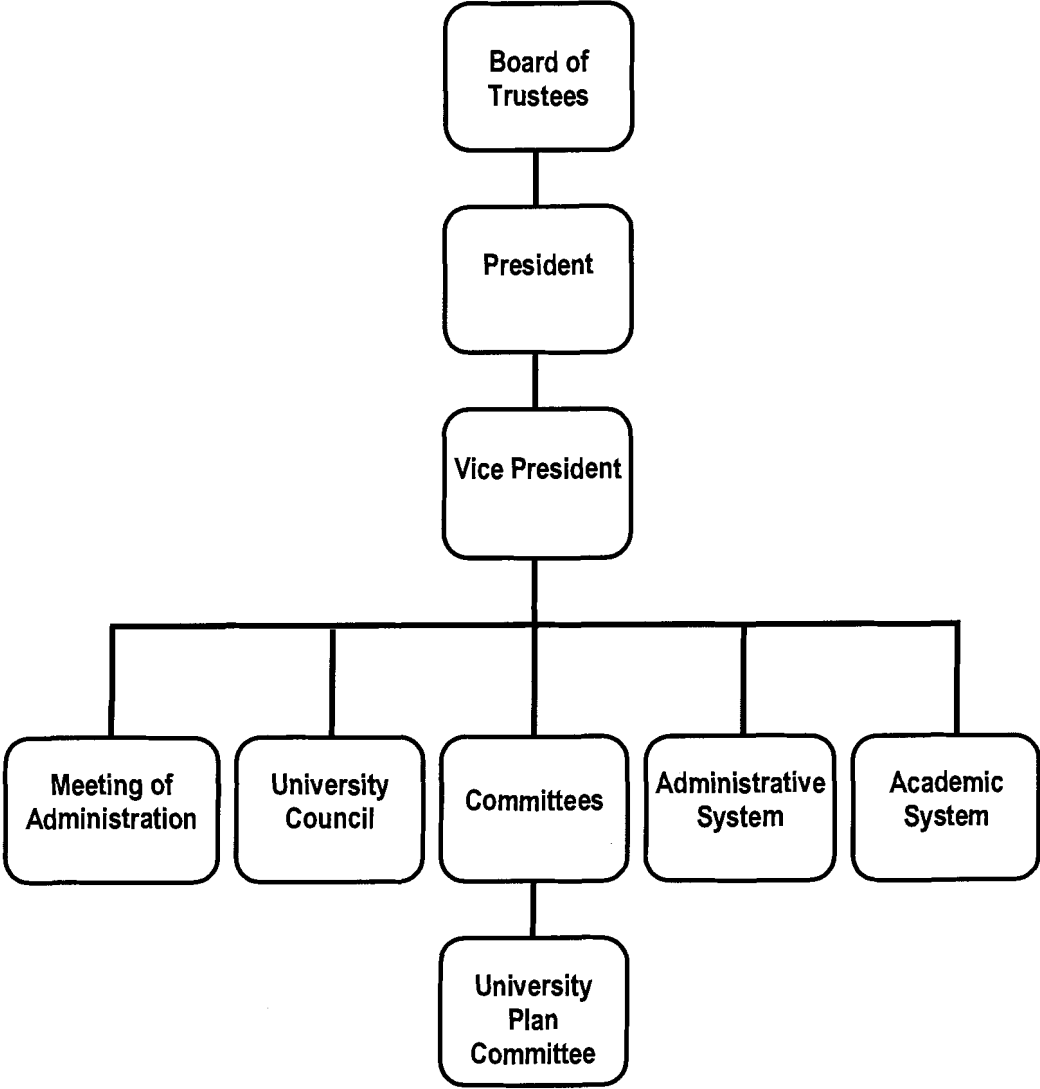 Board of
Trustees
President
Vice President
Meeting of
Administration
University
Council
Committees
Administrative
System
Academic
System
University
Plan
Committee